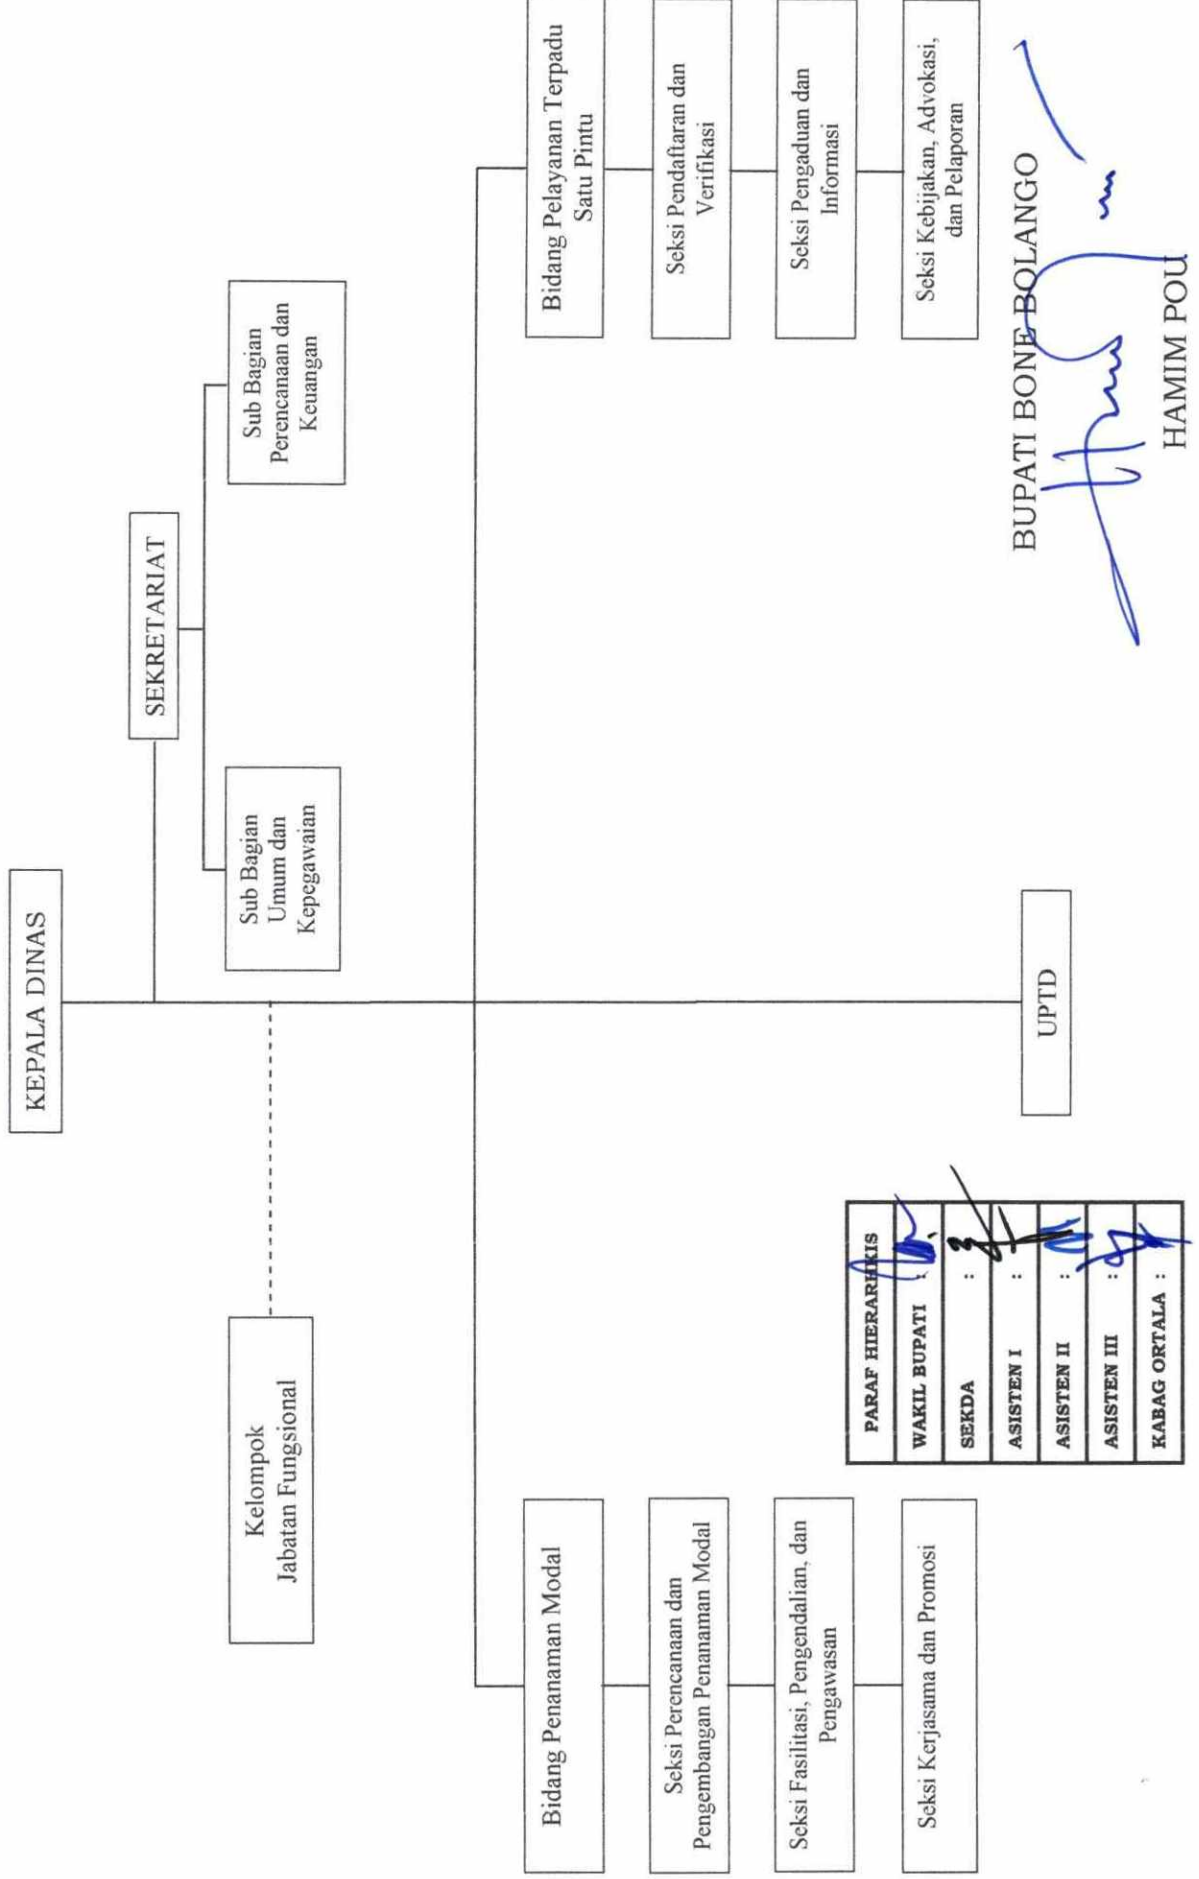 KEPALA DINAS
SEKRETARIAT
Kelompok
Jabatan Fungsional
Sub Bagian
Umum dan
Kepegawaian
Sub Bagian
Perencanaan dan
Keuangan
Bidang Penanaman Modal
Seksi Perencanaan dan
Pengembangan Penanaman Modal
Seksi Fasilitasi, Pengendalian, dan
Pengawasan
Seksi Kerjasama dan Promosi
Bidang Pelayanan Terpadu
Satu Pintu
Seksi Pendaftaran dan
Verifikasi
Seksi Pengaduan dan
Informasi
Seksi Kebijakan, Advokasi,
dan Pelaporan
UPTD
PARAF HIERARHKIS
WAKIL BUPATI :
SEKDA :
ASISTEN I :
ASISTEN II :
ASISTEN III :
KABAG ORTALA :
BUPATI BONE BOLANGO
HAMIM POU